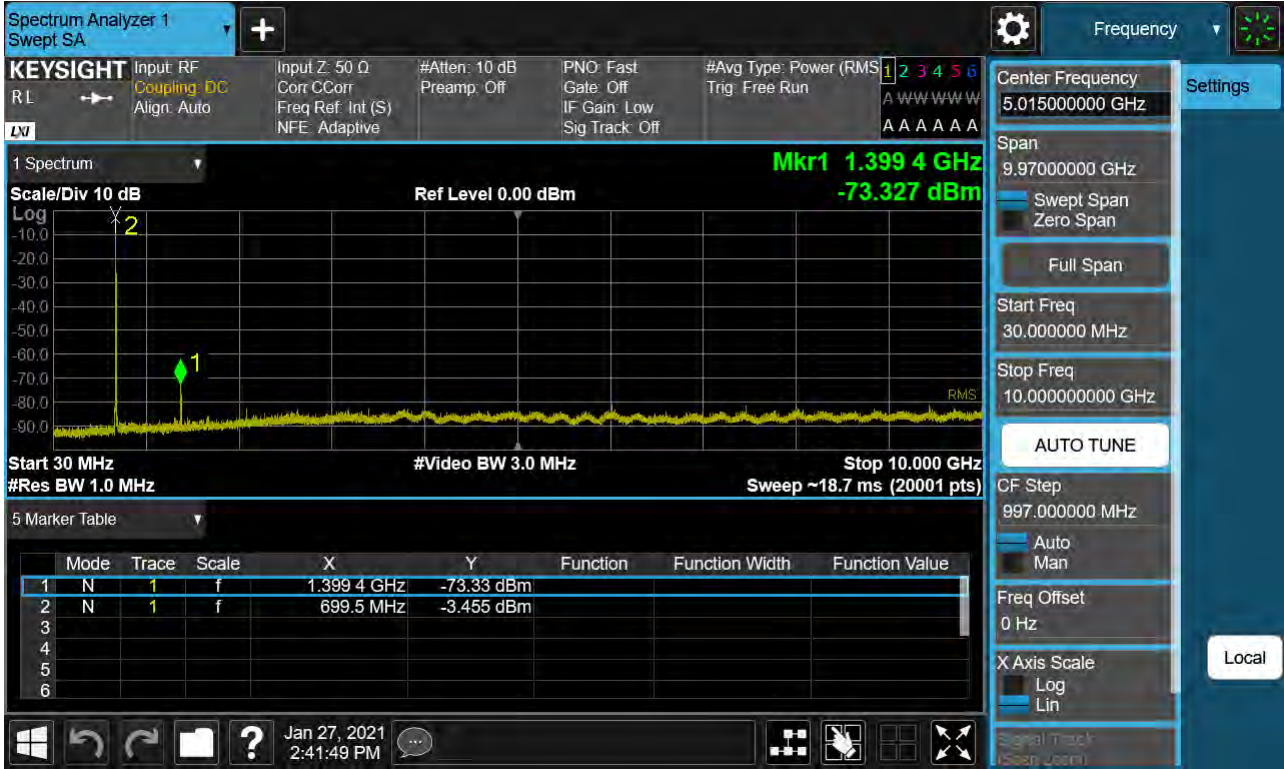 Spectrum Analyzer 1
Swept SA
+
Frequency
KEYSIGHT
RL
LXI
Input: RF
Coupling: DC
Align: Auto
Input Z: 50 Ω
Corr CCorr
Freq Ref: Int (S)
NFE: Adaptive
#Atten: 10 dB
Preamp: Off
PNO: Fast
Gate: Off
IF Gain: Low
Sig Track: Off
#Avg Type: Power (RMS
Trig: Free Run
1 2 3 4 5 6
A W W W W W
A A A A A A
1 Spectrum
Scale/Div 10 dB
Ref Level 0.00 dBm
Mkr1 1.399 4 GHz
-73.327 dBm
Log
-10.0
-20.0
-30.0
-40.0
-50.0
-60.0
-70.0
-80.0
-90.0
2
1
RMS
Start 30 MHz
#Video BW 3.0 MHz
Stop 10.000 GHz
#Res BW 1.0 MHz
Sweep ~18.7 ms (20001 pts)
5 Marker Table
Mode Trace Scale X Y Function Function Width Function Value
1 N 1 f 1.399 4 GHz -73.33 dBm
2 N 1 f 699.5 MHz -3.455 dBm
3
4
5
6
?
Jan 27, 2021
2:41:49 PM
Center Frequency
5.015000000 GHz
Span
9.97000000 GHz
Swept Span
Zero Span
Full Span
Start Freq
30.000000 MHz
Stop Freq
10.000000000 GHz
AUTO TUNE
CF Step
997.000000 MHz
Auto
Man
Freq Offset
0 Hz
X Axis Scale
Log
Lin
Signal Track
(Span Zoom)
Settings
Local